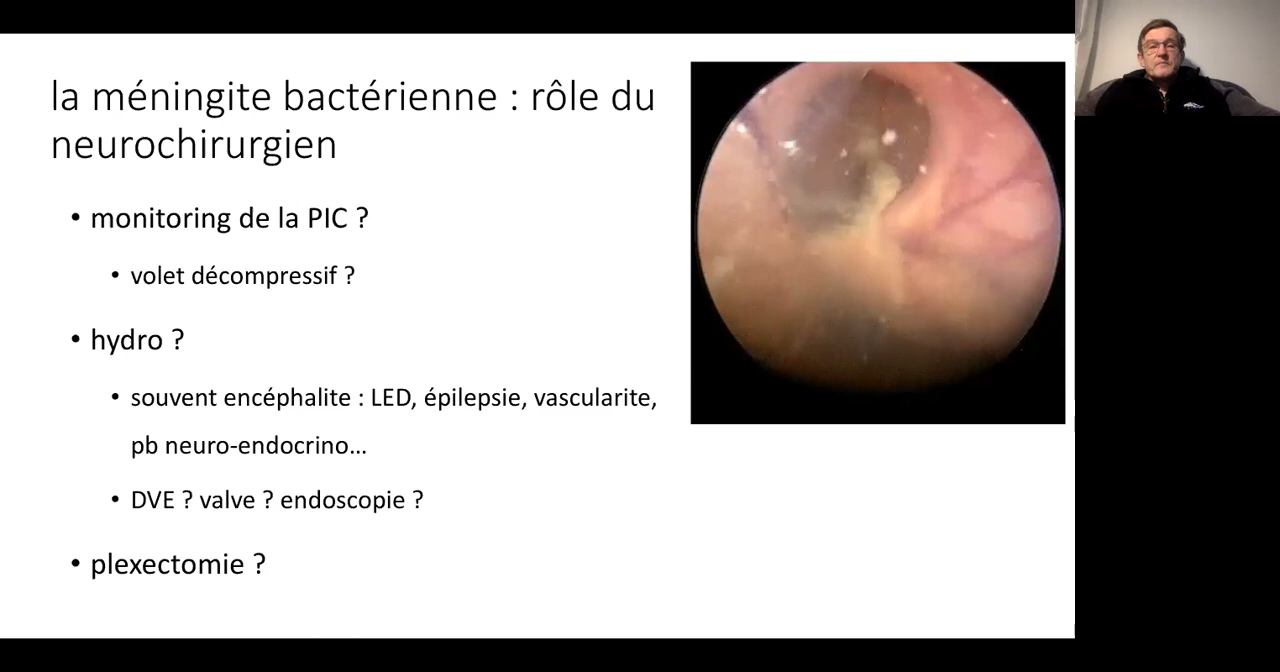 la méningite bactérienne : rôle du
neurochirurgien
• monitoring de la PIC ?
• volet décompressif ?
• hydro ?
• souvent encéphalite : LED, épilepsie, vascularite,
pb neuro-endocrino...
• DVE ? valve ? endoscopie ?
• plexectomie ?